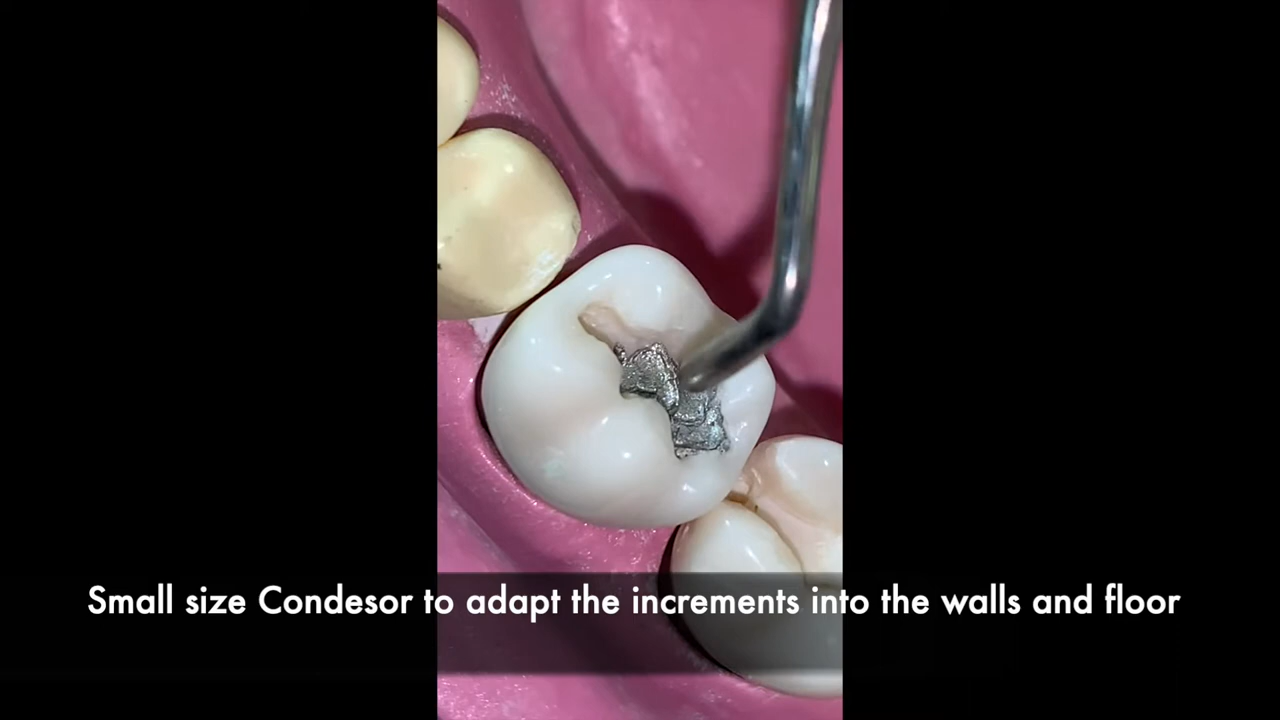 Small size Condesor to adapt the increments into the walls and floor